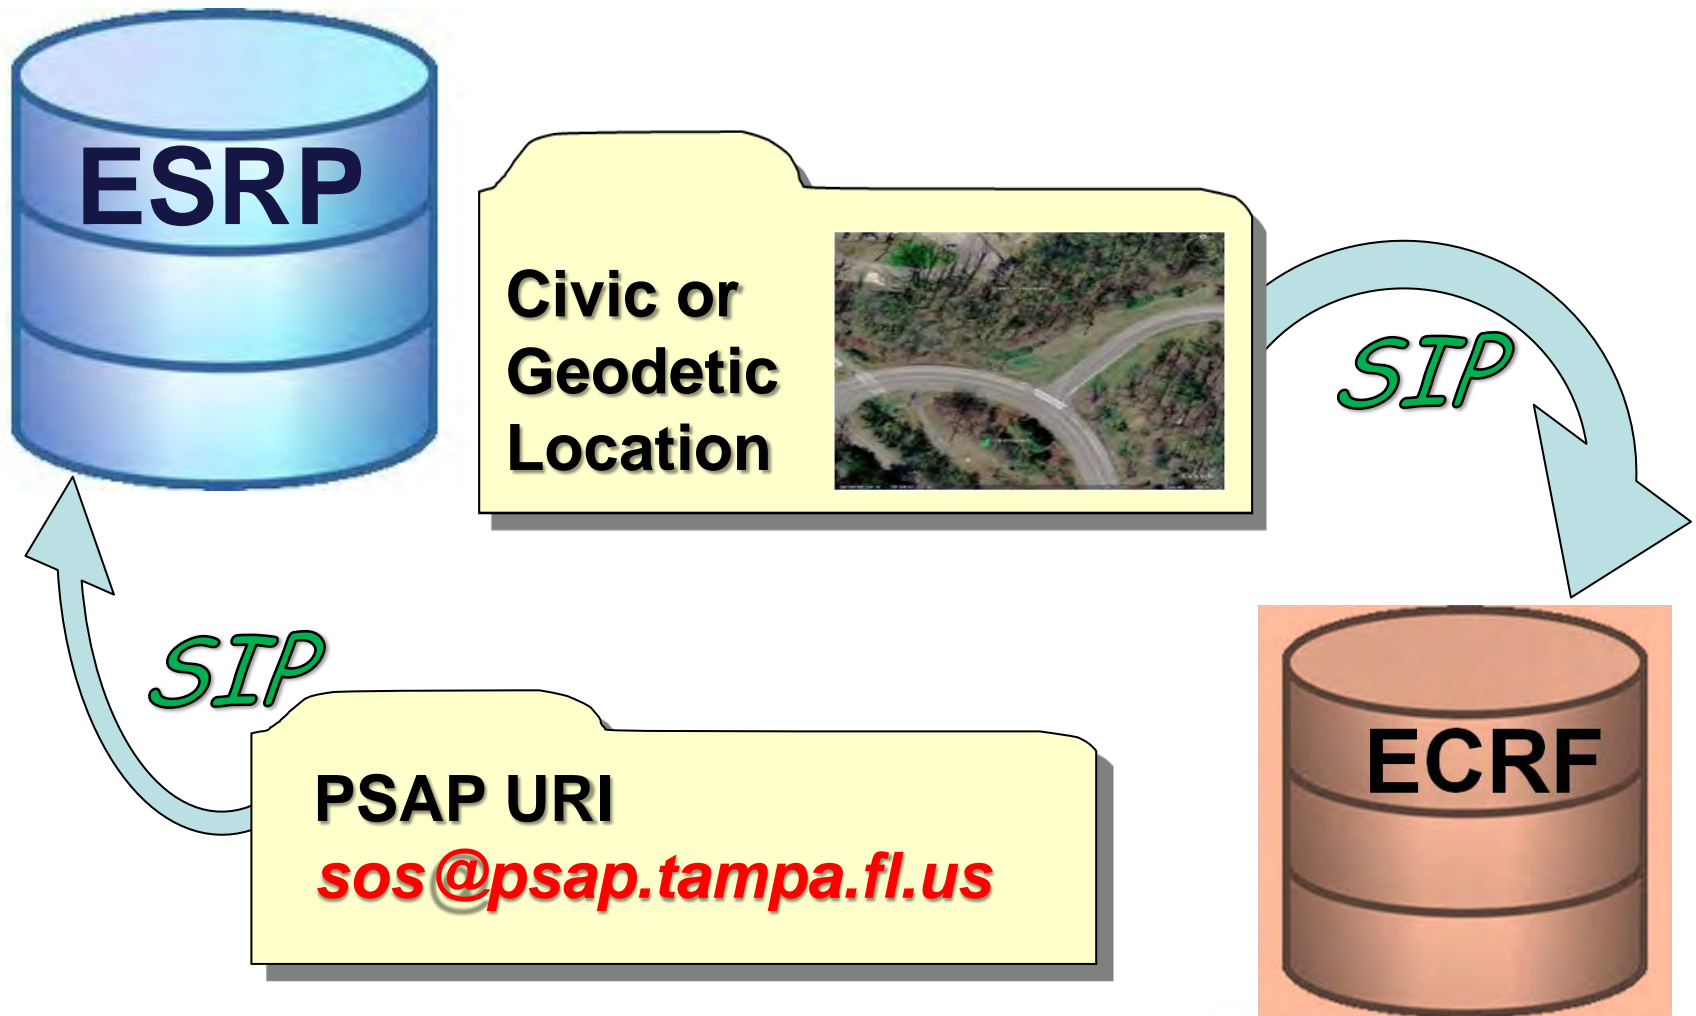 ESRP
Civic or
Geodetic
Location
SIP
SIP
PSAP URI
sos@psap.tampa.fl.us
ECRF